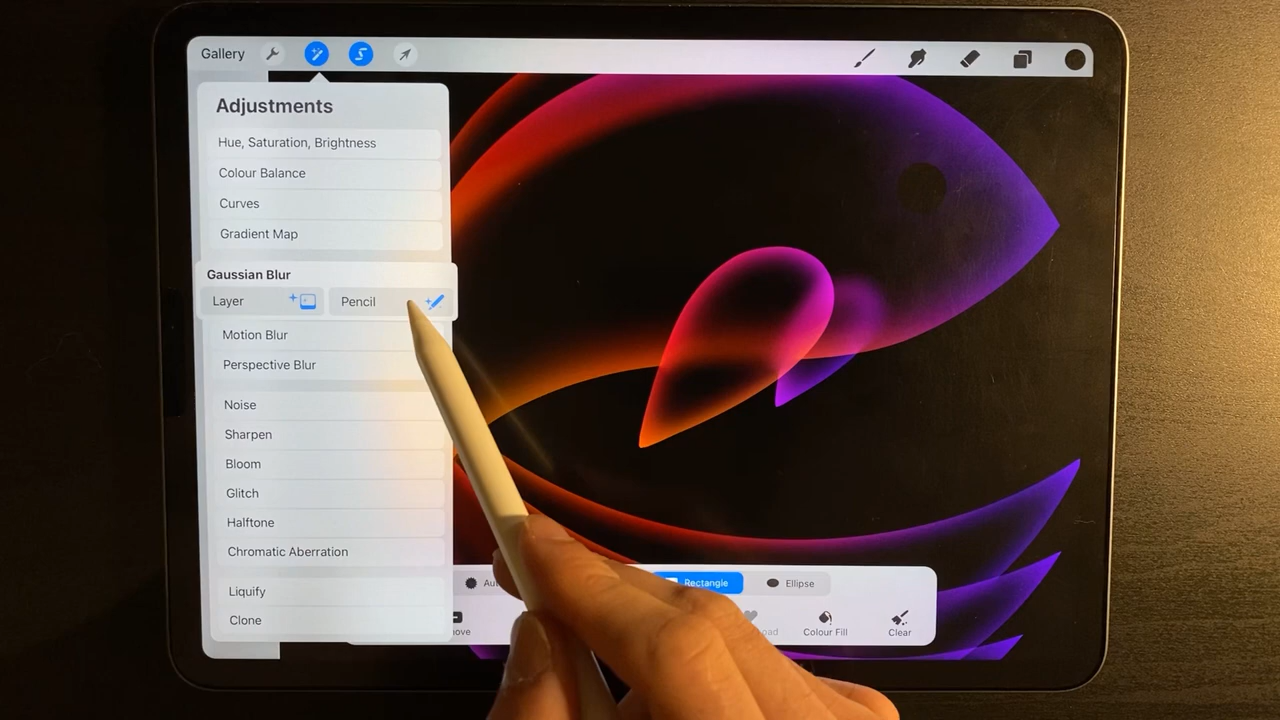 Gallery
Adjustments
Hue, Saturation, Brightness
Colour Balance
Curves
Gradient Map
Gaussian Blur
Layer Pencil
Motion Blur
Perspective Blur
Noise
Sharpen
Bloom
Glitch
Halftone
Chromatic Aberration
Liquify
Clone
Rectangle Ellipse
Colour Fill Clear